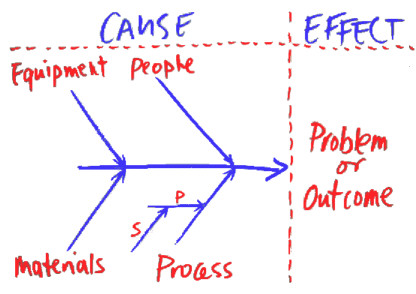 CAUSE EFFECT
Equipment People
Problem
or
Outcome
P
S
Materials Process